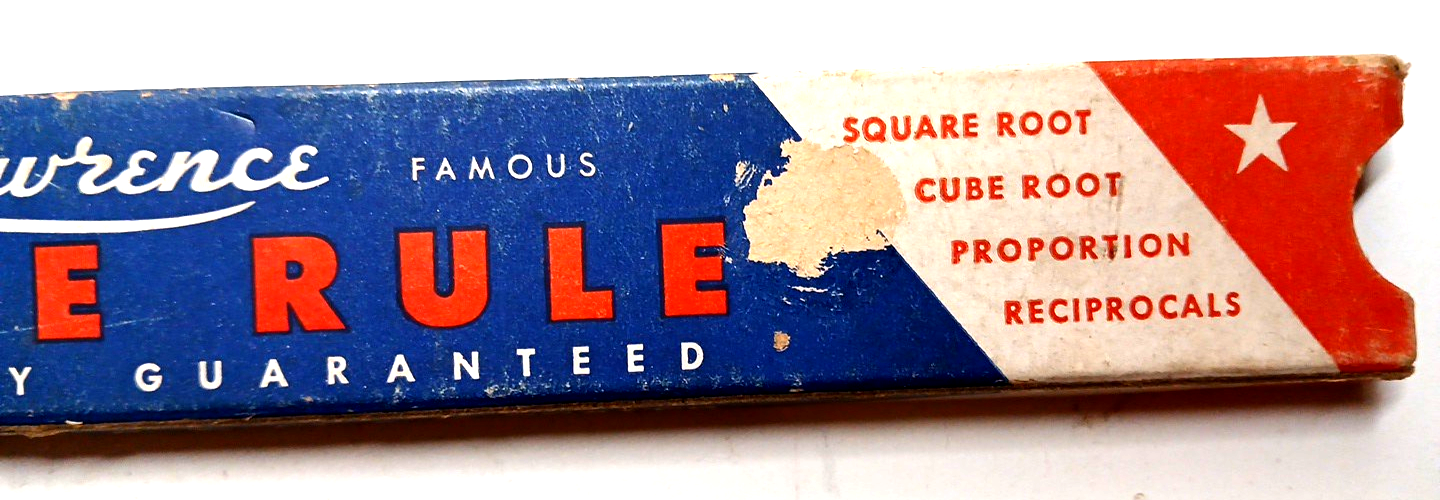 wrence FAMOUS
E RULE
Y GUARANTEED
SQUARE ROOT
CUBE ROOT
PROPORTION
RECIPROCALS